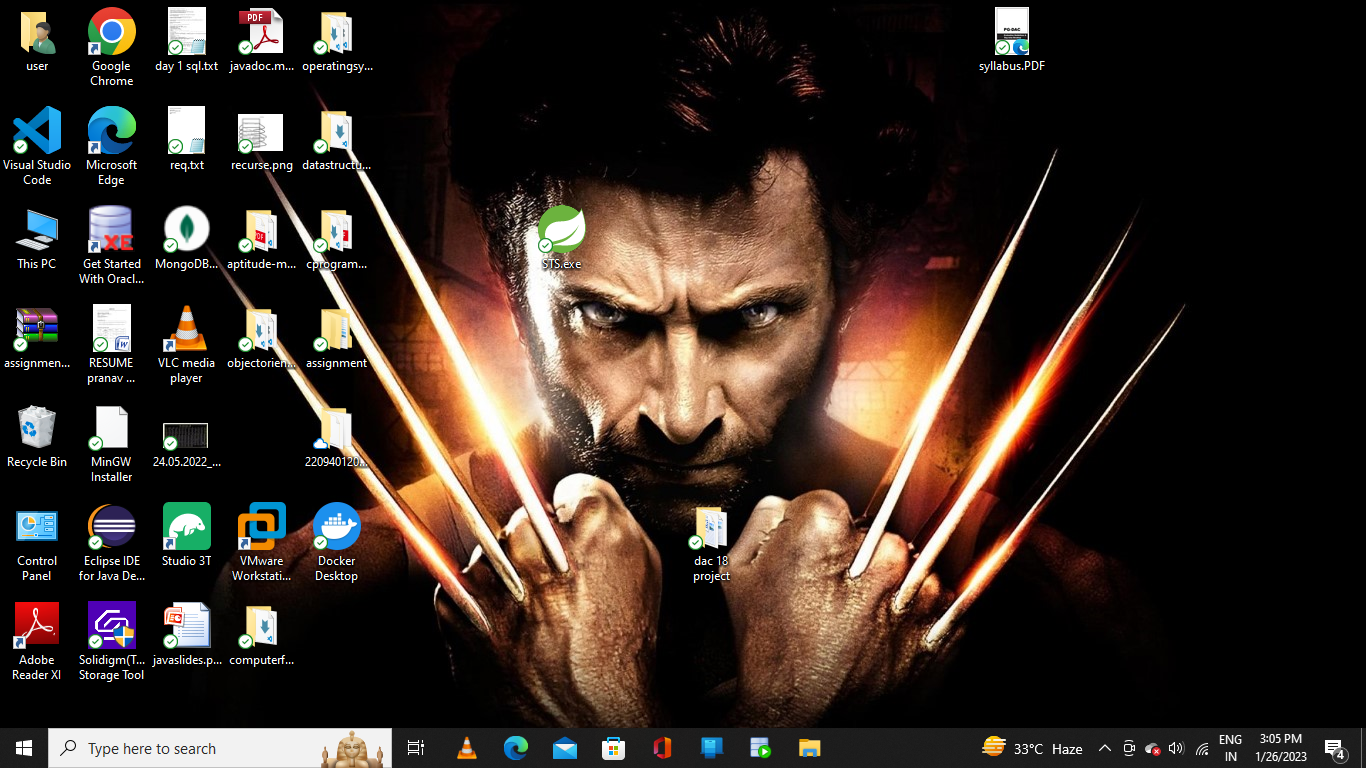 user
Google
Chrome
day 1 sql.txt
PDF
javadoc.m...
operatingsy...
PG-DAC
syllabus.PDF
Visual Studio
Code
Microsoft
Edge
req.txt
recurse.png
datastructu...
This PC
XE
Get Started
With Oracl...
MongoDB...
aptitude-m...
cprogram...
STS.exe
assignmen...
RESUME
pranav ...
VLC media
player
objectorien...
assignment
Recycle Bin
MinGW
Installer
24.05.2022_...
220940120...
Control
Panel
Eclipse IDE
for Java De...
Studio 3T
VMware
Workstati...
Docker
Desktop
dac 18
project
Adobe
Reader XI
Solidigm(T...
Storage Tool
javaslides.p...
computerf...
Type here to search
33°C Haze
ENG
IN
3:05 PM
1/26/2023
4